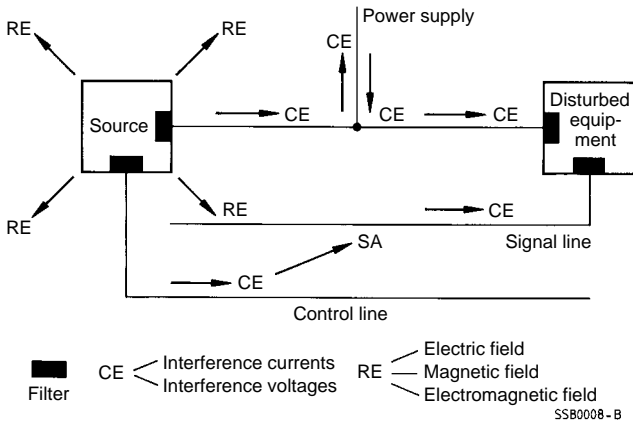 Power supply
RE
RE
CE
CE
CE
CE
Source
Disturbed
equip-
ment
RE
RE
CE
SA
Signal line
CE
Control line
Filter
CE
Interference currents
Interference voltages
RE
Electric field
Magnetic field
Electromagnetic field
SSB0008-B